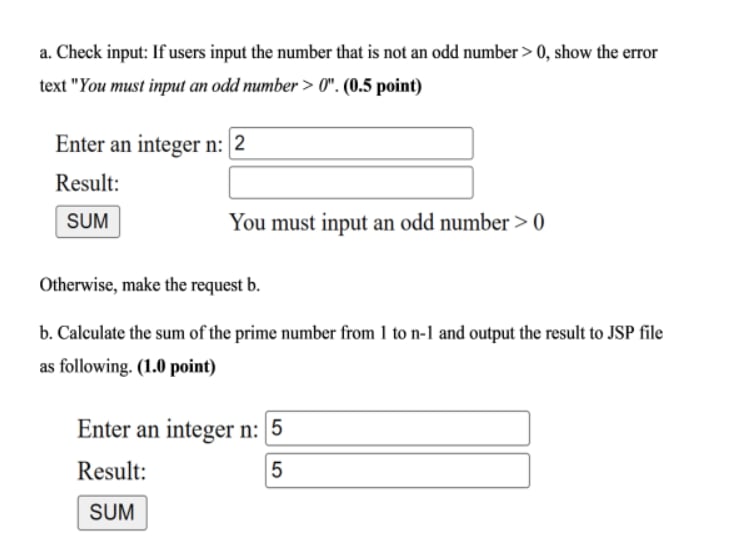 a. Check input: If users input the number that is not an odd number > 0, show the error
text "You must input an odd number > 0". (0.5 point)
Enter an integer n: 2
Result:
SUM You must input an odd number > 0
Otherwise, make the request b.
b. Calculate the sum of the prime number from 1 to n-1 and output the result to JSP file
as following. (1.0 point)
Enter an integer n: 5
Result: 5
SUM